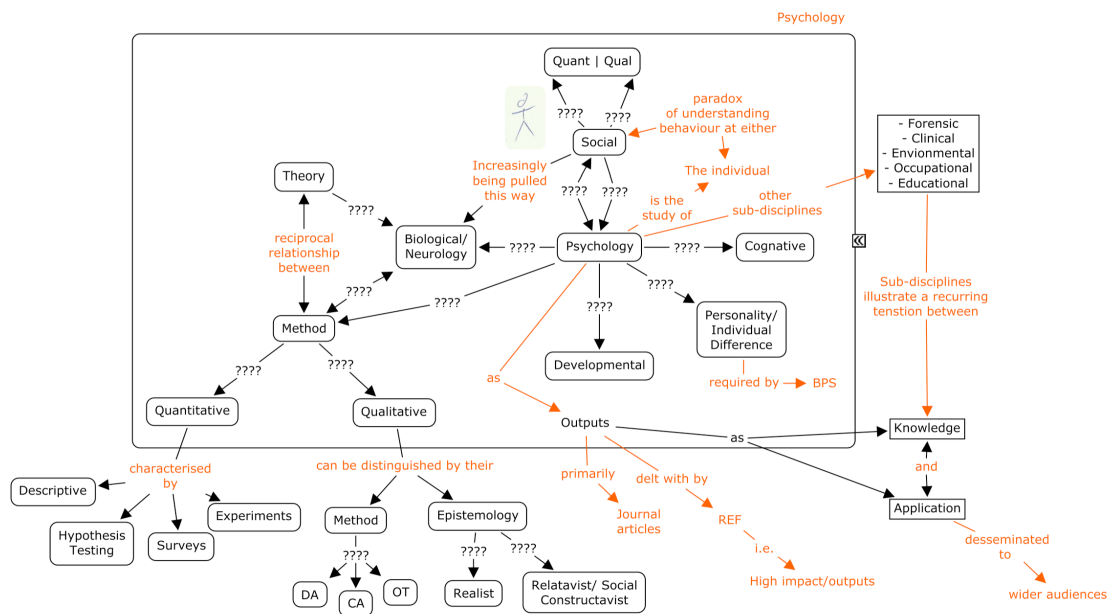 Psychology
Quant | Qual
????
????
paradox
of understanding
behaviour at either
- Forensic
- Clinical
- Envionmental
- Occupational
- Educational
Social
Increasingly
being pulled
this way
The individual
Theory
????
????
????
is the
study of
other
sub-disciplines
reciprocal
relationship
between
Biological/
Neurology
????
Psychology
????
Cognative
????
????
????
????
Sub-disciplines
illustrate a recurring
tension between
Method
Personality/
Individual
Difference
????
????
Developmental
as
required by
BPS
Quantitative
Qualitative
Outputs
as
Knowledge
characterised
by
can be distinguished by their
primarily
delt with by
and
Descriptive
Experiments
Method
Epistemology
Journal
articles
REF
Application
Hypothesis
Testing
Surveys
????
????
????
i.e.
desseminated
to
DA
CA
OT
Realist
Relatavist/ Social
Constructavist
High impact/outputs
wider audiences